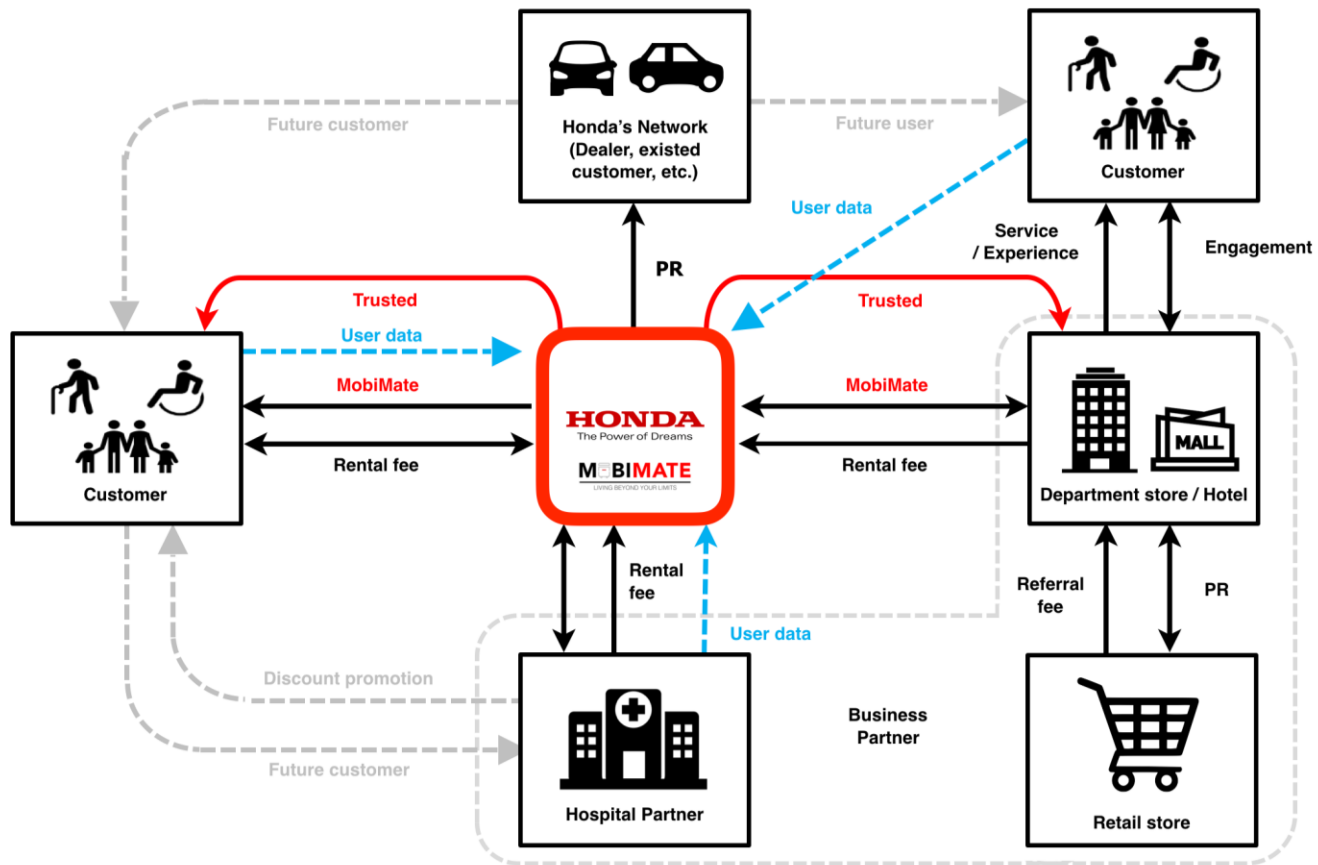 Honda's Network
(Dealer, existed
customer, etc.)
Future customer
Future user
Customer
User data
Service
/ Experience
Engagement
PR
Trusted
Trusted
User data
MobiMate
MobiMate
HONDA
The Power of Dreams
MOBIMATE
LIVING BEYOND YOUR LIMITS
MALL
Rental fee
Rental fee
Customer
Department store / Hotel
Rental
fee
Referral
fee
PR
User data
Discount promotion
Business
Partner
Future customer
Hospital Partner
Retail store